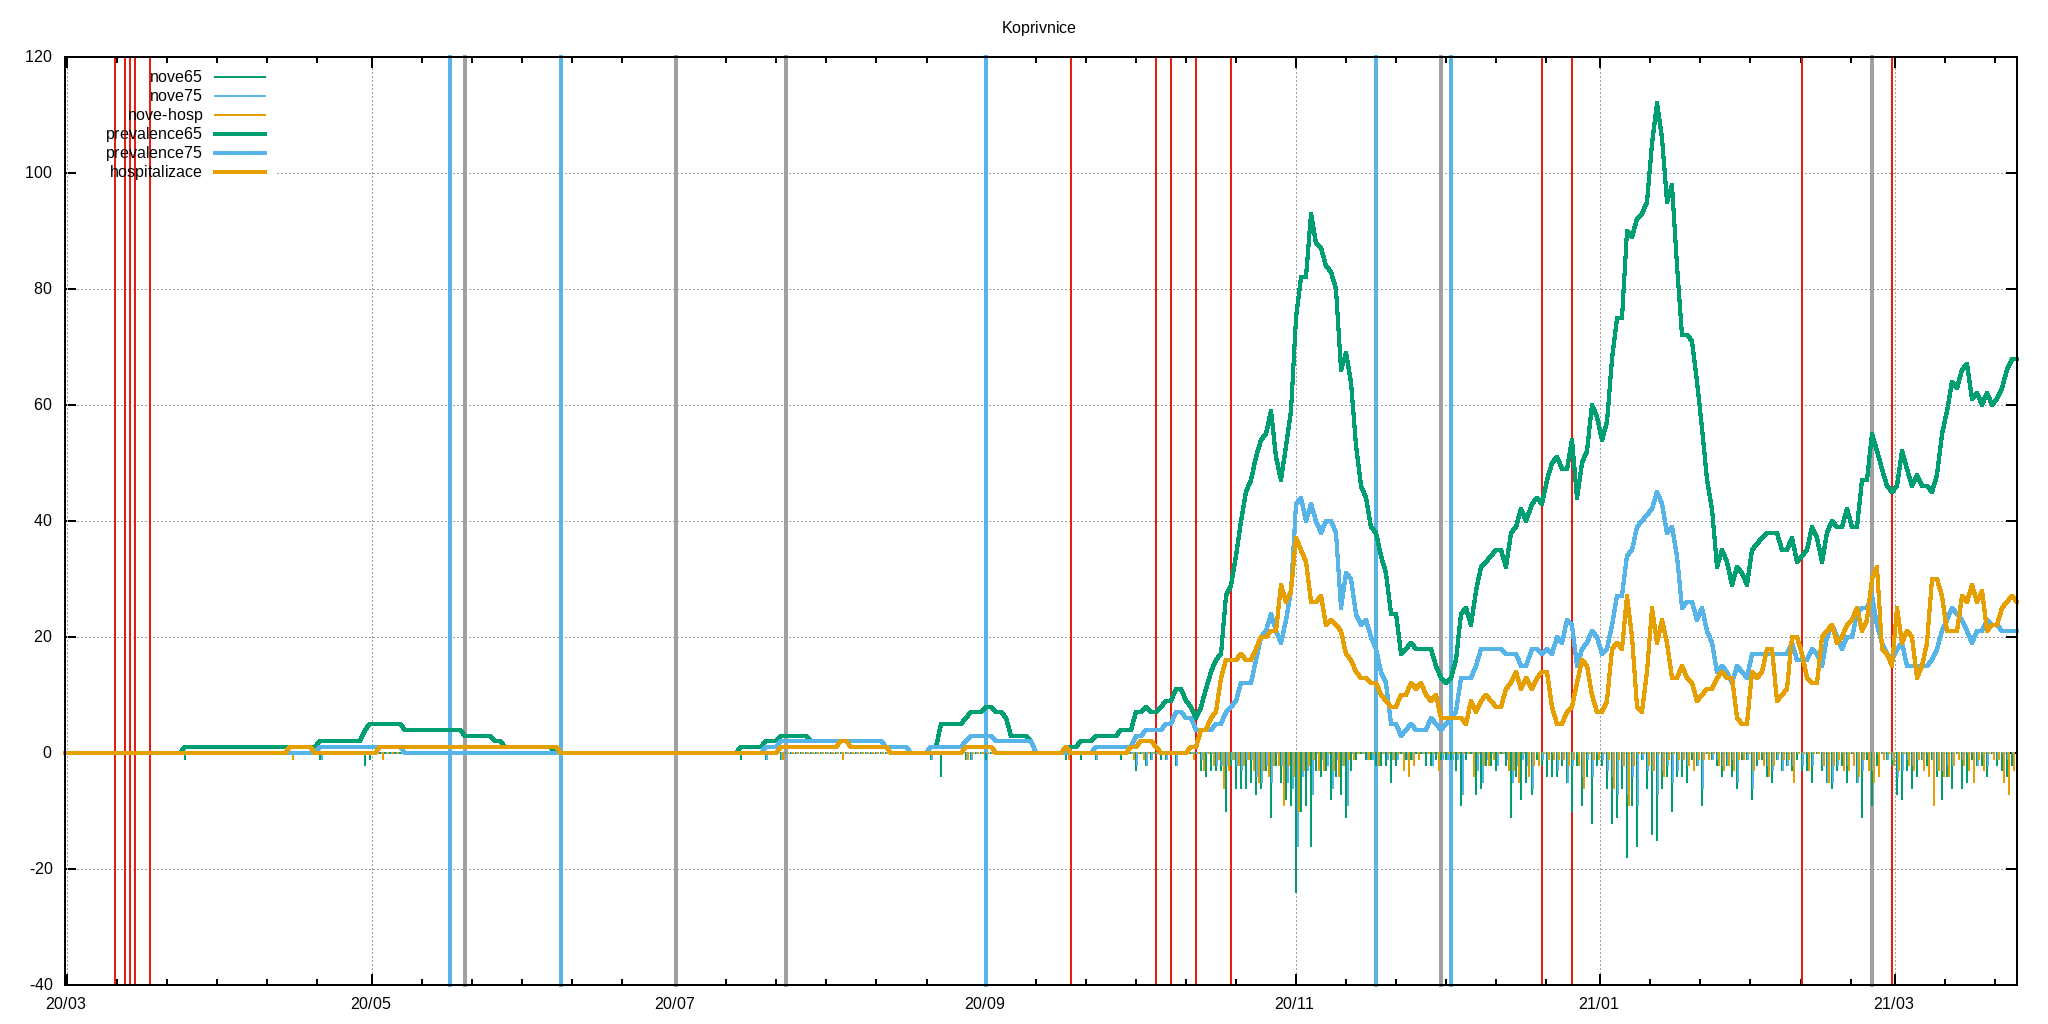 Koprivnice
120
nove65
nove75
nove-hosp
prevalence65
prevalence75
hospitalizace
100
80
60
40
20
0
-20
-40
20/03 20/05 20/07 20/09 20/11 21/01 21/03